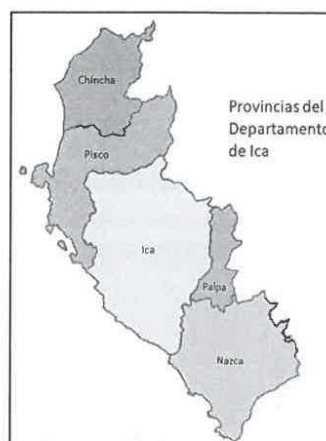 Chincha
Provincias del
Departamento
de Ica
Pisco
Ica
Palpa
Nazca